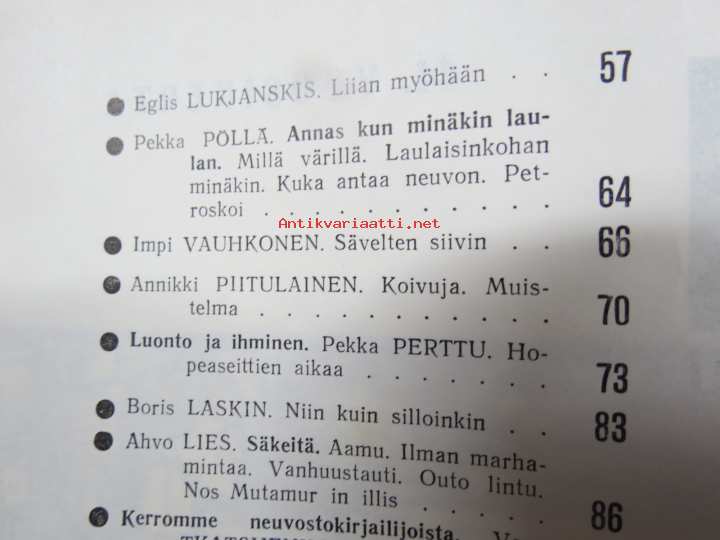 ● Eglis LUKJANSKIS. Liian myöhään . . 57
● Pekka PÖLLÄ. Annas kun minäkin lau-
lan. Millä värillä. Laulaisinkohan
minäkin. Kuka antaa neuvon. Pet-
roskoi . . . . . . . . . . . 64
Antikvariaatti.net
● Impi VAUHKONEN. Sävelten siivin . . 66
● Annikki PIITULAINEN. Koivuja. Muis-
telma . . . . . . . . . . . 70
● Luonto ja ihminen. Pekka PERTTU. Ho-
peaseittien aikaa . . . . . . . 73
● Boris LASKIN. Niin kuin silloinkin . . 83
● Ahvo LIES. Säkeitä. Aamu. Ilman marha-
mintaa. Vanhuustauti. Outo lintu.
Nos Mutamur in illis . . . . . 86
● Kerromme neuvostokirjailijoista.